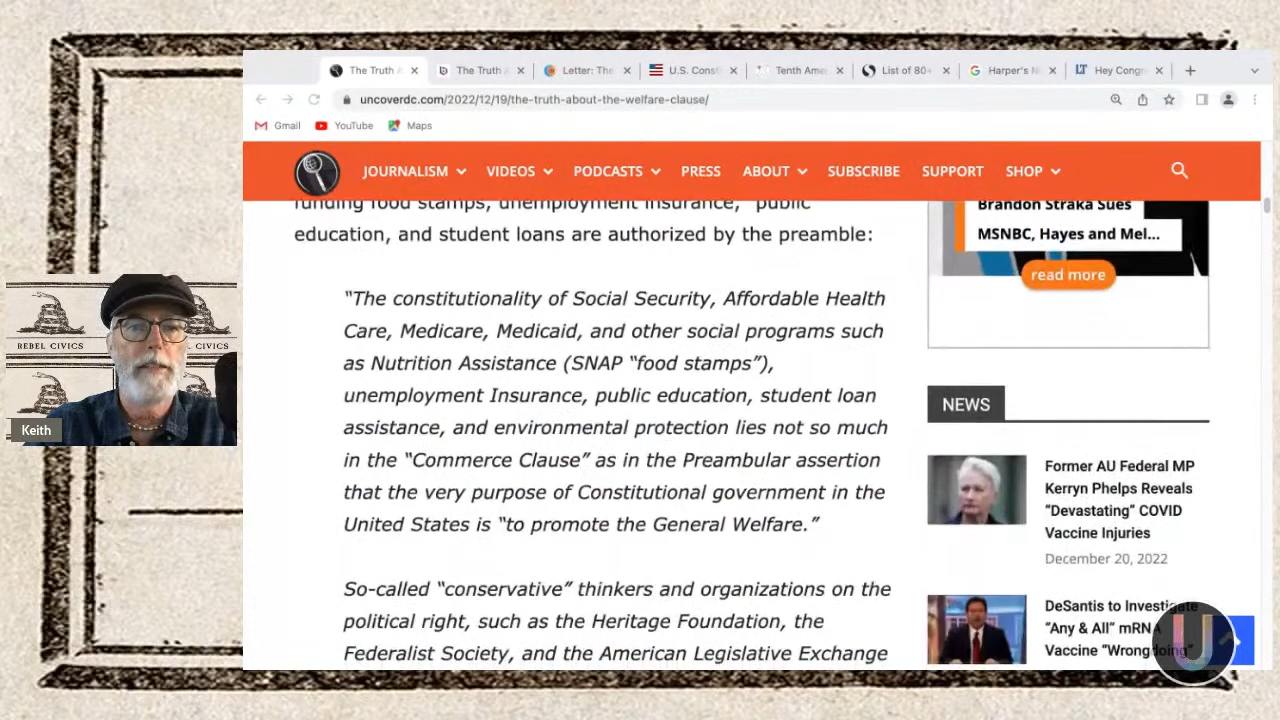 The Truth A
The Truth A
Letter: The
U.S. Const
Tenth Ame
List of 80+
Harper's N
Hey Congr
uncoverdc.com/2022/12/19/the-truth-about-the-welfare-clause/
Gmail
YouTube
Maps
JOURNALISM
VIDEOS
PODCASTS
PRESS
ABOUT
SUBSCRIBE
SUPPORT
SHOP
funding food stamps, unemployment insurance, "public
education, and student loans are authorized by the preamble:
“The constitutionality of Social Security, Affordable Health
Care, Medicare, Medicaid, and other social programs such
as Nutrition Assistance (SNAP “food stamps”),
unemployment Insurance, public education, student loan
assistance, and environmental protection lies not so much
in the “Commerce Clause” as in the Preambular assertion
that the very purpose of Constitutional government in the
United States is “to promote the General Welfare.”
So-called “conservative” thinkers and organizations on the
political right, such as the Heritage Foundation, the
Federalist Society, and the American Legislative Exchange
Brandon Straka Sues
MSNBC, Hayes and Mel...
read more
NEWS
Former AU Federal MP
Kerryn Phelps Reveals
“Devastating” COVID
Vaccine Injuries
December 20, 2022
DeSantis to Investigate
“Any & All” mRNA
Vaccine “Wrongdoing”
REBEL CIVICS
CIVICS
Keith
U